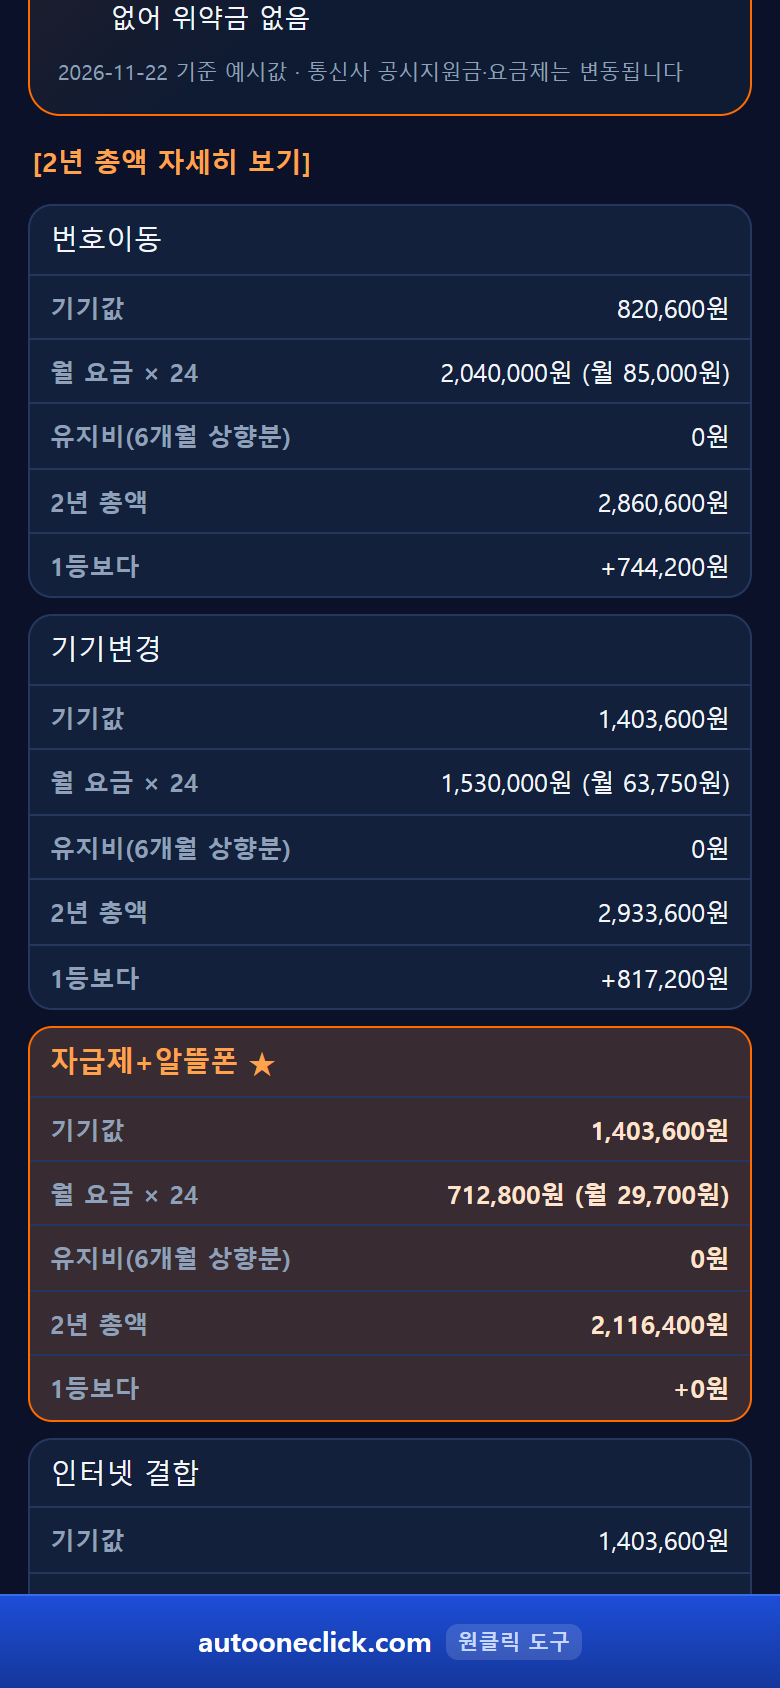 없어 위약금 없음
2026-11-22 기준 예시값 · 통신사 공시지원금·요금제는 변동됩니다
[2년 총액 자세히 보기]
번호이동
기기값 820,600원
월 요금 × 24 2,040,000원 (월 85,000원)
유지비(6개월 상향분) 0원
2년 총액 2,860,600원
1등보다 +744,200원
기기변경
기기값 1,403,600원
월 요금 × 24 1,530,000원 (월 63,750원)
유지비(6개월 상향분) 0원
2년 총액 2,933,600원
1등보다 +817,200원
자급제+알뜰폰 ★
기기값 1,403,600원
월 요금 × 24 712,800원 (월 29,700원)
유지비(6개월 상향분) 0원
2년 총액 2,116,400원
1등보다 +0원
인터넷 결합
기기값 1,403,600원
autooneclick.com 원클릭 도구